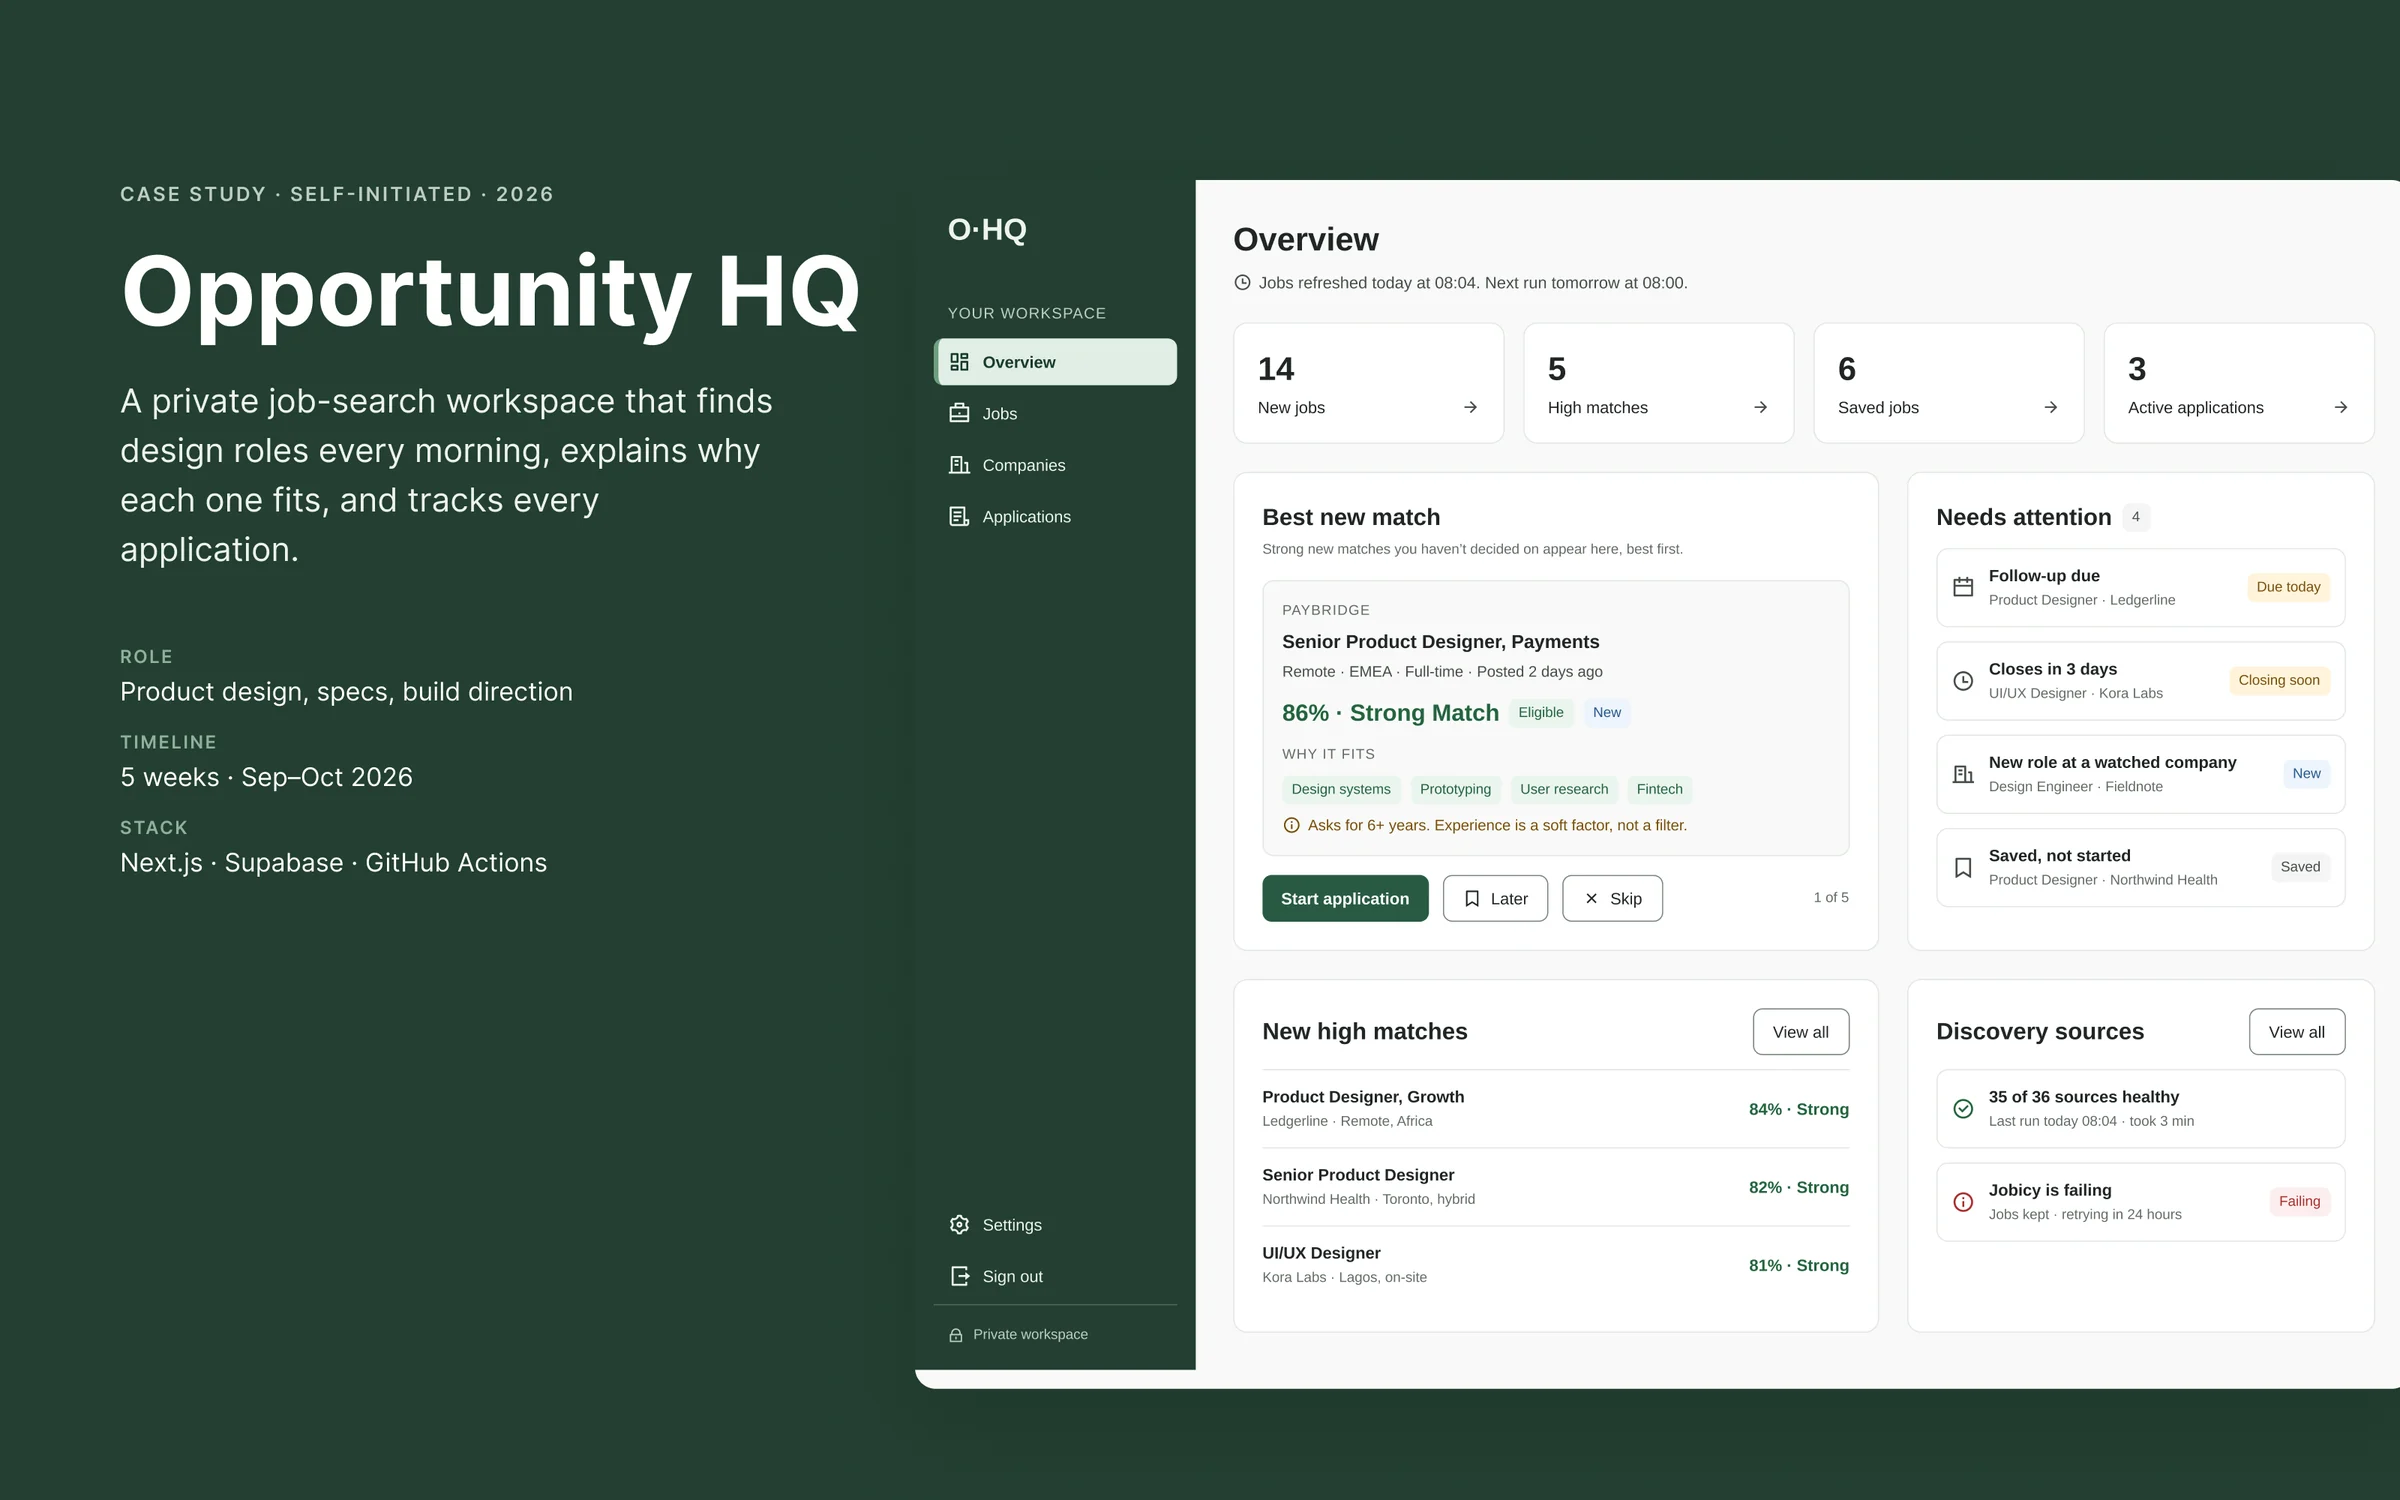 CASE STUDY · SELF-INITIATED · 2026
Opportunity HQ
A private job-search workspace that finds
design roles every morning, explains why
each one fits, and tracks every
application.
ROLE
Product design, specs, build direction
TIMELINE
5 weeks · Sep–Oct 2026
STACK
Next.js · Supabase · GitHub Actions
O·HQ
YOUR WORKSPACE
Overview
Jobs
Companies
Applications
Settings
Sign out
Private workspace
Overview
Jobs refreshed today at 08:04. Next run tomorrow at 08:00.
14
New jobs
5
High matches
6
Saved jobs
3
Active applications
Best new match
Strong new matches you haven’t decided on appear here, best first.
PAYBRIDGE
Senior Product Designer, Payments
Remote · EMEA · Full-time · Posted 2 days ago
86% · Strong Match Eligible New
WHY IT FITS
Design systems Prototyping User research Fintech
Asks for 6+ years. Experience is a soft factor, not a filter.
Start application Later Skip 1 of 5
Needs attention 4
Follow-up due
Product Designer · Ledgerline
Due today
Closes in 3 days
UI/UX Designer · Kora Labs
Closing soon
New role at a watched company
Design Engineer · Fieldnote
New
Saved, not started
Product Designer · Northwind Health
Saved
New high matches View all
Product Designer, Growth
Ledgerline · Remote, Africa
84% · Strong
Senior Product Designer
Northwind Health · Toronto, hybrid
82% · Strong
UI/UX Designer
Kora Labs · Lagos, on-site
81% · Strong
Discovery sources View all
35 of 36 sources healthy
Last run today 08:04 · took 3 min
Jobicy is failing
Jobs kept · retrying in 24 hours
Failing